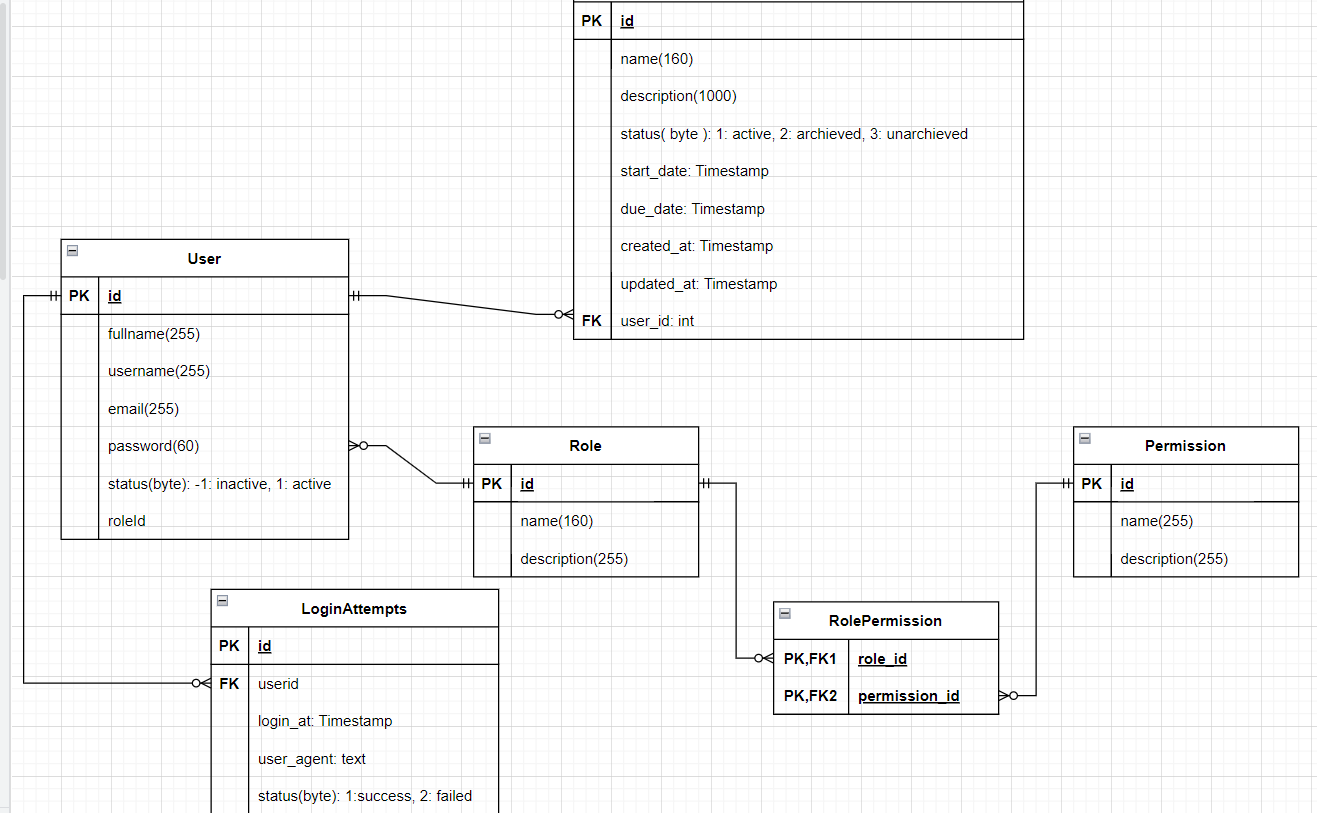 PK id
name(160)
description(1000)
status( byte ): 1: active, 2: archieved, 3: unarchieved
start_date: Timestamp
due_date: Timestamp
created_at: Timestamp
updated_at: Timestamp
FK user_id: int
User
PK id
fullname(255)
username(255)
email(255)
password(60)
status(byte): -1: inactive, 1: active
roleId
Role
PK id
name(160)
description(255)
Permission
PK id
name(255)
description(255)
LoginAttempts
PK id
FK userid
login_at: Timestamp
user_agent: text
status(byte): 1:success, 2: failed
RolePermission
PK,FK1 role_id
PK,FK2 permission_id